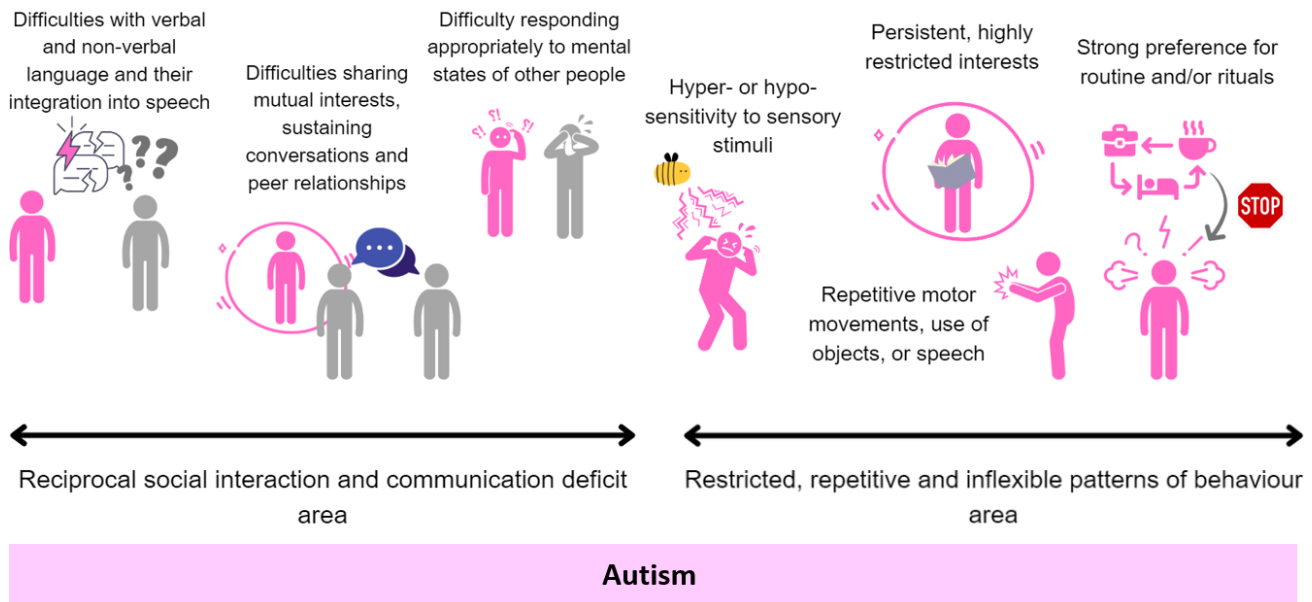 Difficulties with verbal
and non-verbal
language and their
integration into speech
Difficulties sharing
mutual interests,
sustaining
conversations and
peer relationships
Difficulty responding
appropriately to mental
states of other people
?!
?!
?!
???
Hyper- or hypo-
sensitivity to sensory
stimuli
Persistent, highly
restricted interests
Repetitive motor
movements, use of
objects, or speech
Strong preference for
routine and/or rituals
STOP
?
Reciprocal social interaction and communication deficit
area
Restricted, repetitive and inflexible patterns of behaviour
area
Autism